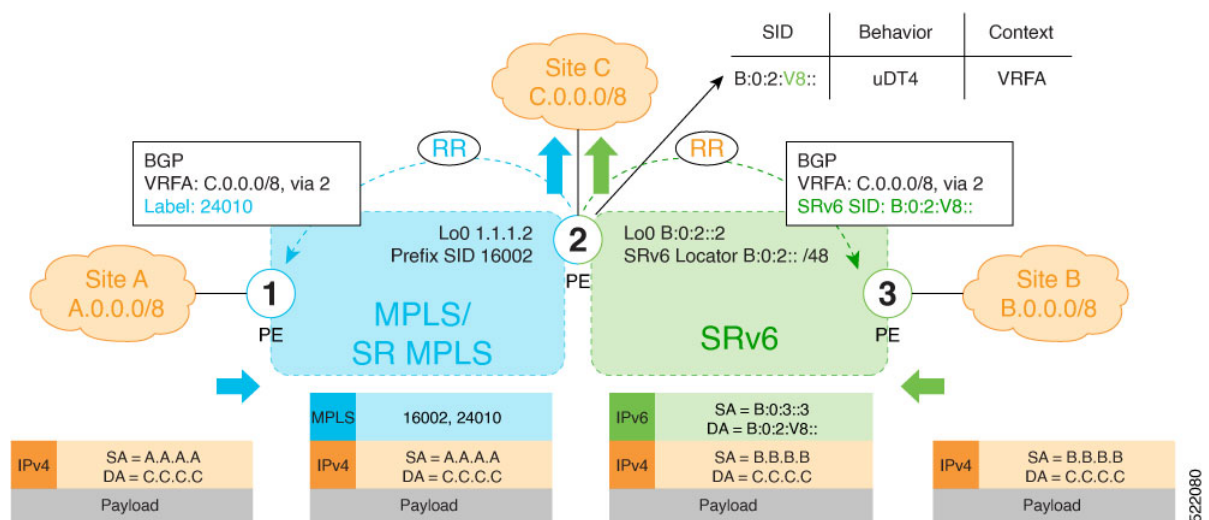 SID Behavior Context
B:0:2:V8:: uDT4 VRFA
Site C
C.0.0.0/8
RR
RR
BGP
VRFA: C.0.0.0/8, via 2
Label: 24010
BGP
VRFA: C.0.0.0/8, via 2
SRv6 SID: B:0:2:V8::
Lo0 1.1.1.2
Prefix SID 16002
2
PE
Lo0 B:0:2::2
SRv6 Locator B:0:2:: /48
Site A
A.0.0.0/8
1
PE
MPLS/
SR MPLS
SRv6
3
PE
Site B
B.0.0.0/8
IPv4
SA = A.A.A.A
DA = C.C.C.C
Payload
MPLS
16002, 24010
IPv4
SA = A.A.A.A
DA = C.C.C.C
Payload
IPv6
SA = B:0:3::3
DA = B:0:2:V8::
IPv4
SA = B.B.B.B
DA = C.C.C.C
Payload
IPv4
SA = B.B.B.B
DA = C.C.C.C
Payload
522080